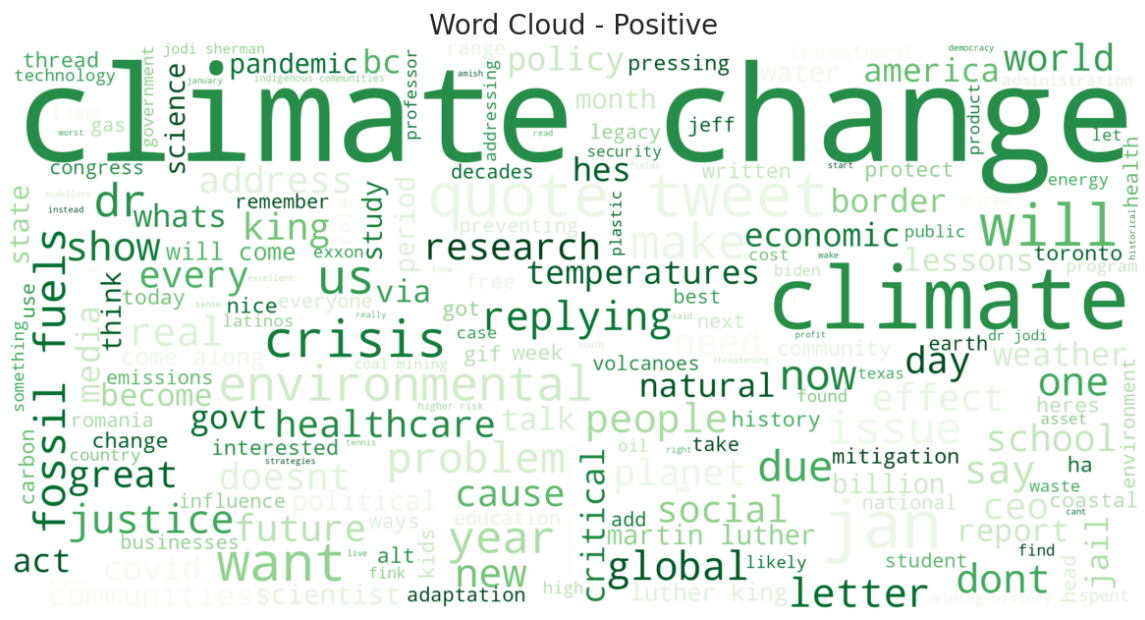 Word Cloud - Positive
thread
jodi sherman
range
democracy
technology
government
january
pandemic
indigenous communities
bc
professor
amish
policy
pressing
investment
water
america
world
administration
climate change
time
worst
gas
science
addressing
read
month
legacy
security
jeff
product
let
congress
modellers
instead
address
decades
hes
fields
written
start
protect
energy
health
historical
state
dr
whats
remember
role
king
study
period
quote tweet
preventing
plastic
make
border
economic
public
market
will
show
will
come
exxon
research
cost
biden
wake
lessons
toronto
program
fossil fuels
use
think
every
excellent
us
via
know
free
temperatures
climate
today
nice
sense
everyone
really
got
best
said
next
something
media
real
latinos
crisis
case
replying
south
need
profit
earth
dr jodi
come along
coal mining
gif
week
volcanoes
threatening
community
day
weather
emissions
become
environmental
natural
now
texas
found
effect
one
environment
romania
govt
higher risk
healthcare
talk
people
history
issue
heres
asset
carbon
change
interested
tennis
oil
right
take
school
country
strategies
great
doesnt
problem
planet
due
mitigation
say
ha
waste
influence
political
cause
critical
social
billion
national
ceo
coastal
cant
justice
future
ways
education
add
martin luther
jan
report
jail
businesses
live
kids
year
find
act
covid
want
alt
fink
new
high
global
likely
student
dont
head
communities
scientist
adaptation
luther king
letter
mining history
spent